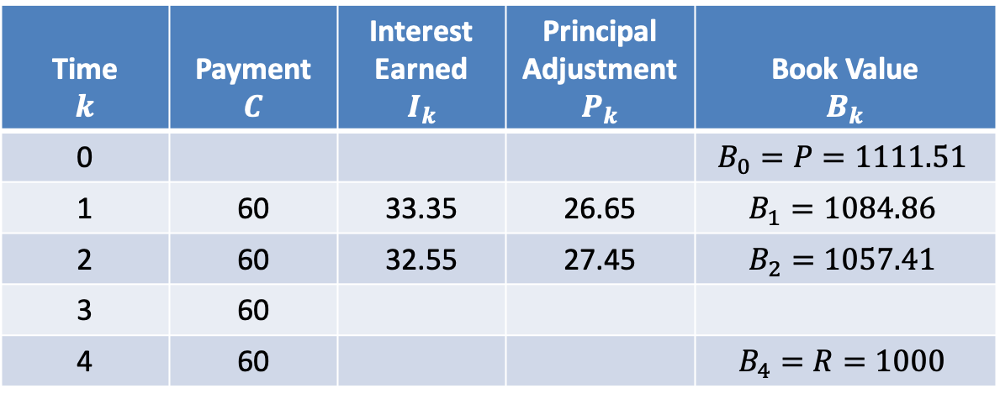 Time k Payment C Interest Earned I_k Principal Adjustment P_k Book Value B_k
0 B_0 = P = 1111.51
1 60 33.35 26.65 B_1 = 1084.86
2 60 32.55 27.45 B_2 = 1057.41
3 60
4 60 B_4 = R = 1000